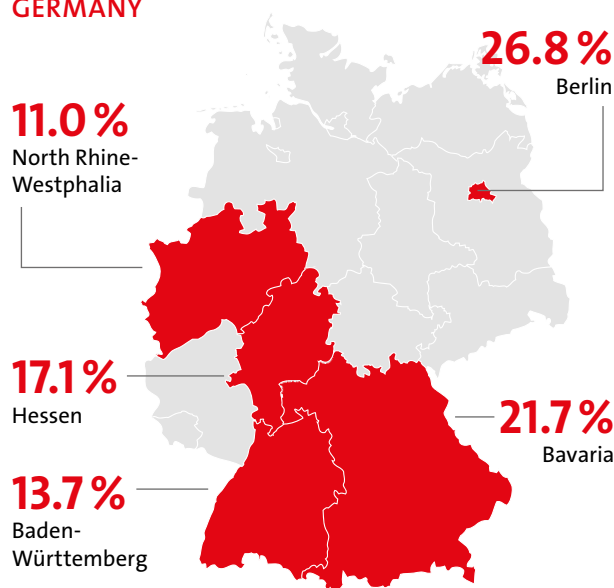 GERMANY
26.8 %
Berlin
11.0 %
North Rhine-
Westphalia
17.1 %
Hessen
21.7 %
Bavaria
13.7 %
Baden-
Württemberg